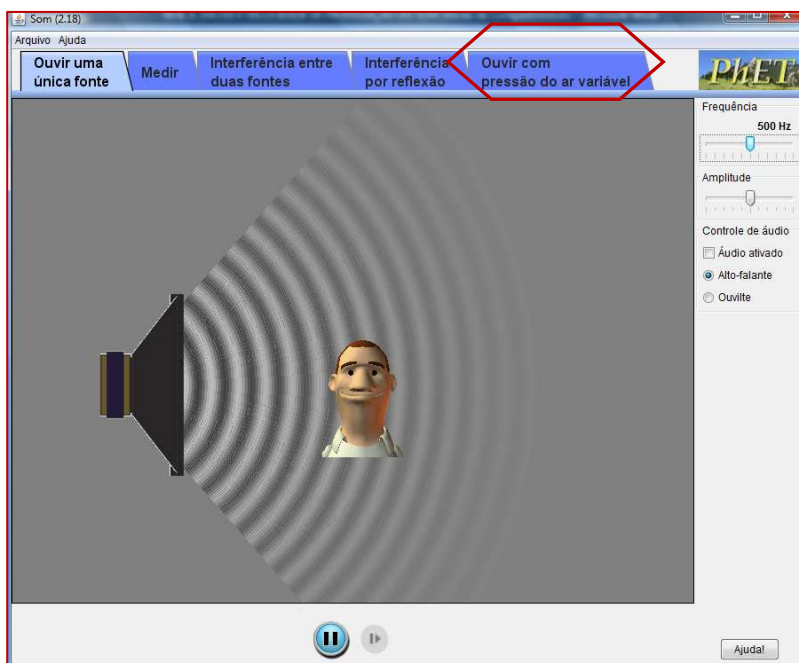 Som (2.18)
Arquivo Ajuda
Ouvir uma
única fonte
Medir
Interferência entre
duas fontes
Interferência
por reflexão
Ouvir com
pressão do ar variável
PhET
Frequência
500 Hz
Amplitude
Controle de áudio
Áudio ativado
Alto-falante
Ouvilte
Ajuda!